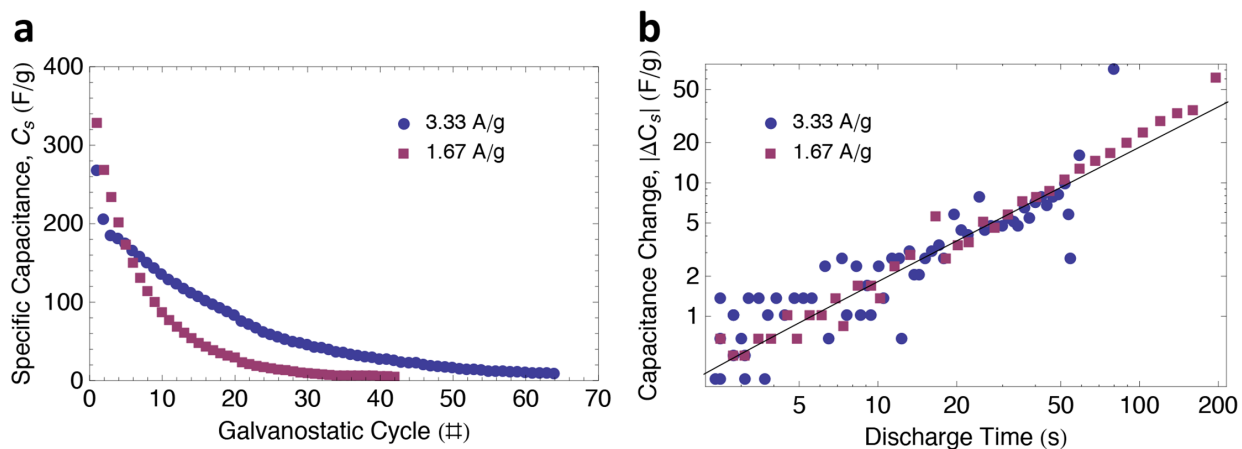 a
400
300
200
100
0
Specific Capacitance, Cs (F/g)
3.33 A/g
1.67 A/g
0 10 20 30 40 50 60 70
Galvanostatic Cycle (#)
b
50
20
10
5
2
1
Capacitance Change, |ΔCs| (F/g)
3.33 A/g
1.67 A/g
5 10 20 50 100 200
Discharge Time (s)